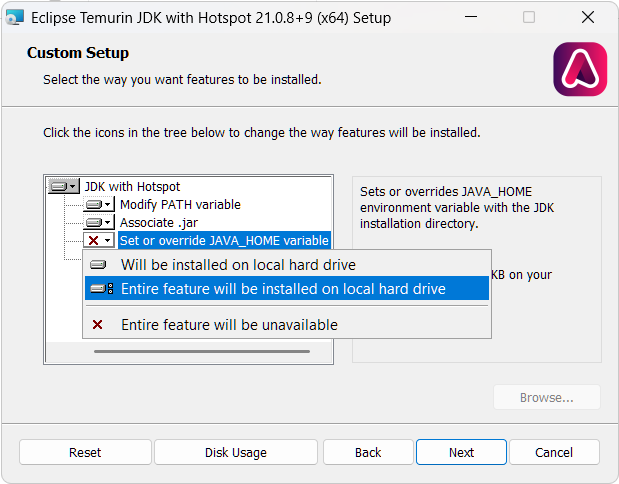 Eclipse Temurin JDK with Hotspot 21.0.8+9 (x64) Setup
Custom Setup
Select the way you want features to be installed.
Click the icons in the tree below to change the way features will be installed.
JDK with Hotspot
Modify PATH variable
Associate .jar
Set or override JAVA_HOME variable
Will be installed on local hard drive
Entire feature will be installed on local hard drive
Entire feature will be unavailable
Sets or overrides JAVA_HOME
environment variable with the JDK
installation directory.
KB on your
Browse...
Reset
Disk Usage
Back
Next
Cancel